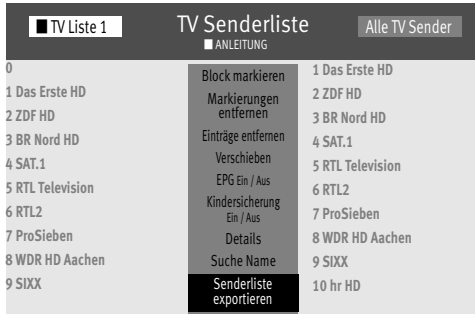 TV Liste 1
TV Senderliste
ANLEITUNG
Alle TV Sender
0
1 Das Erste HD
2 ZDF HD
3 BR Nord HD
4 SAT.1
5 RTL Television
6 RTL2
7 ProSieben
8 WDR HD Aachen
9 SIXX
Block markieren
Markierungen
entfernen
Einträge entfernen
Verschieben
EPG Ein / Aus
Kindersicherung
Ein / Aus
Details
Suche Name
Senderliste
exportieren
1 Das Erste HD
2 ZDF HD
3 BR Nord HD
4 SAT.1
5 RTL Television
6 RTL2
7 ProSieben
8 WDR HD Aachen
9 SIXX
10 hr HD